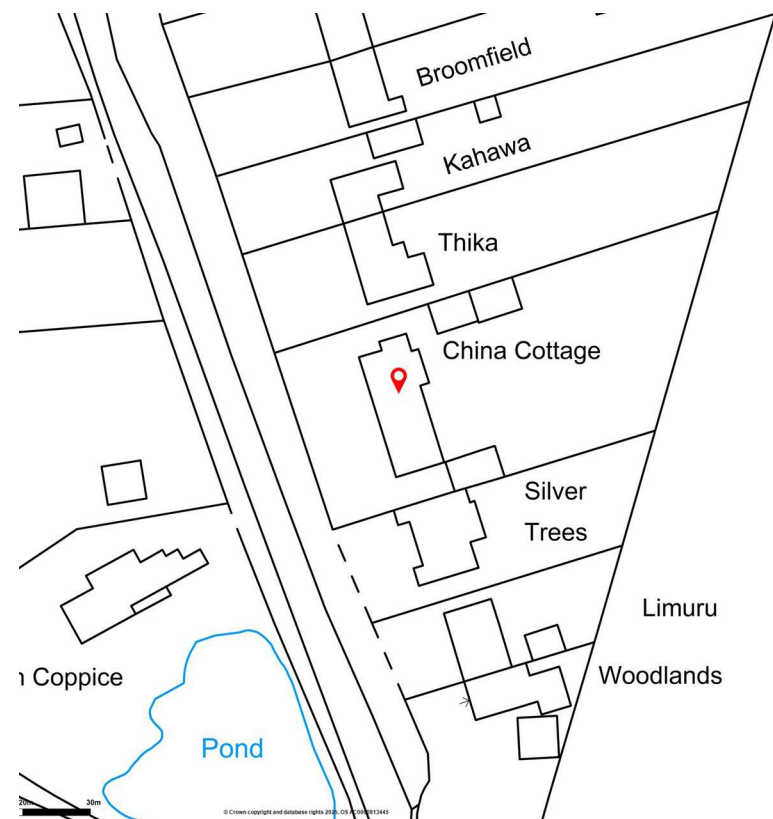 Broomfield
Kahawa
Thika
China Cottage
Silver
Trees
Limuru
Woodlands
Coppice
Pond
20m 30m
© Crown copyright and database rights 2025. OS AC0000813445